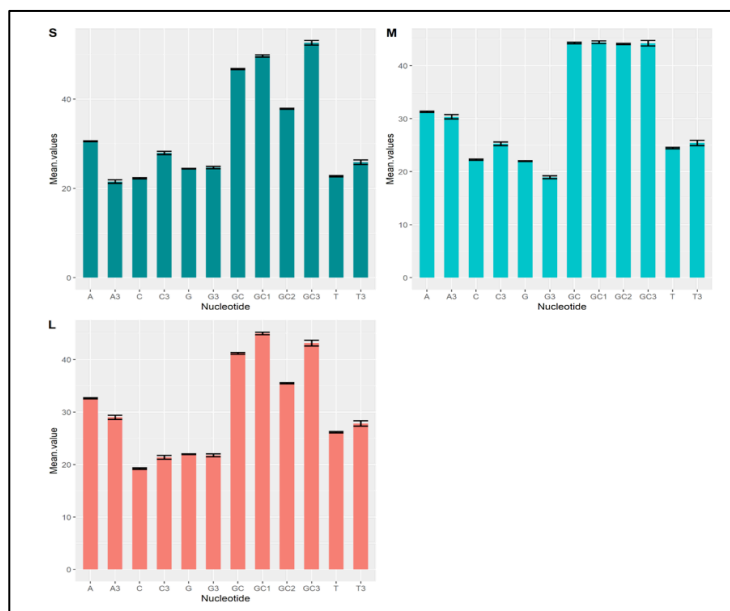 S
Mean.values
40
20
0
A A3 C C3 G G3 GC GC1 GC2 GC3 T T3
Nucleotide
M
Mean.values
40
30
20
10
0
A A3 C C3 G G3 GC GC1 GC2 GC3 T T3
Nucleotide
L
Mean.value
40
30
20
10
0
A A3 C C3 G G3 GC GC1 GC2 GC3 T T3
Nucleotide